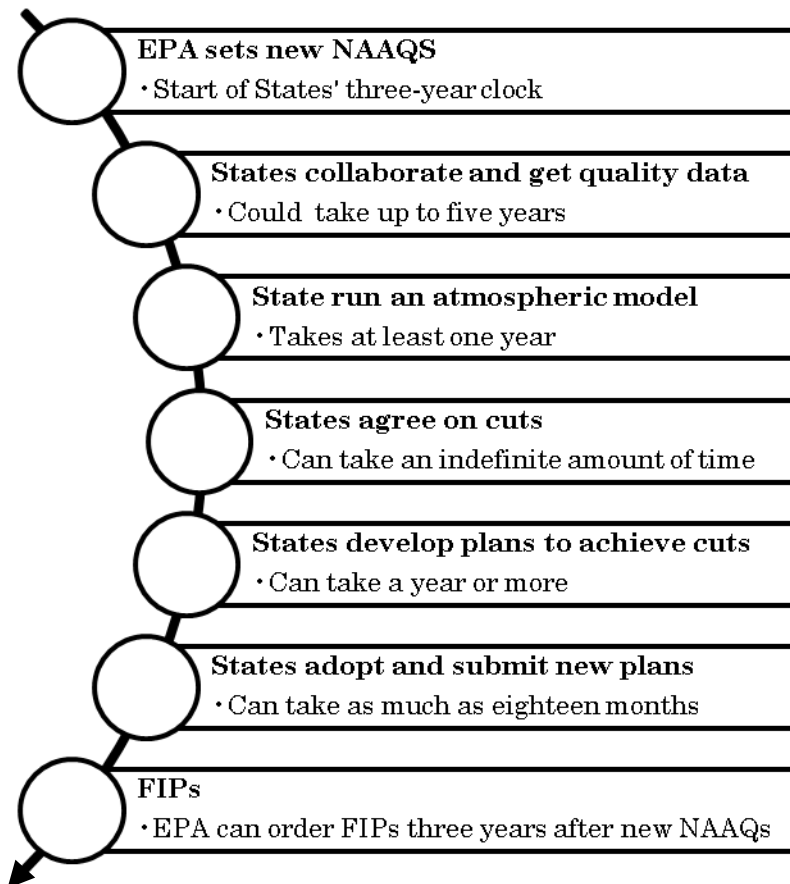 EPA sets new NAAQS
· Start of States' three-year clock
States collaborate and get quality data
· Could take up to five years
State run an atmospheric model
· Takes at least one year
States agree on cuts
· Can take an indefinite amount of time
States develop plans to achieve cuts
· Can take a year or more
States adopt and submit new plans
· Can take as much as eighteen months
FIPs
· EPA can order FIPs three years after new NAAQs